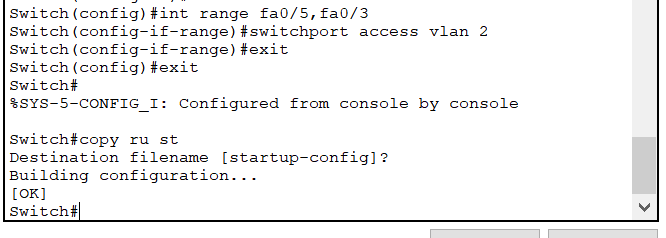 Switch(config)#int range fa0/5,fa0/3
Switch(config-if-range)#switchport access vlan 2
Switch(config-if-range)#exit
Switch(config)#exit
Switch#
%SYS-5-CONFIG_I: Configured from console by console
Switch#copy ru st
Destination filename [startup-config]?
Building configuration...
[OK]
Switch#